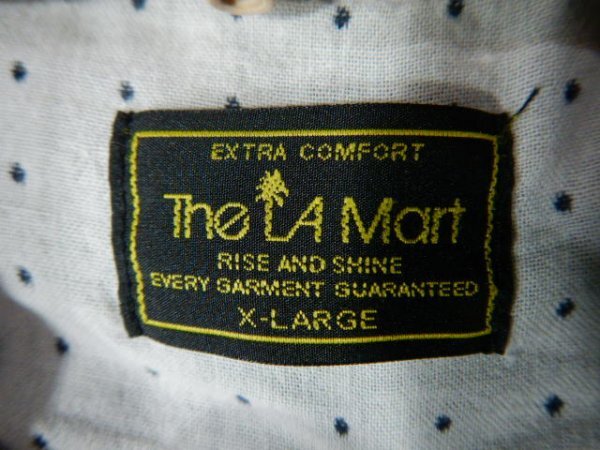 EXTRA COMFORT
The LA Mart
RISE AND SHINE
EVERY GARMENT GUARANTEED
X-LARGE